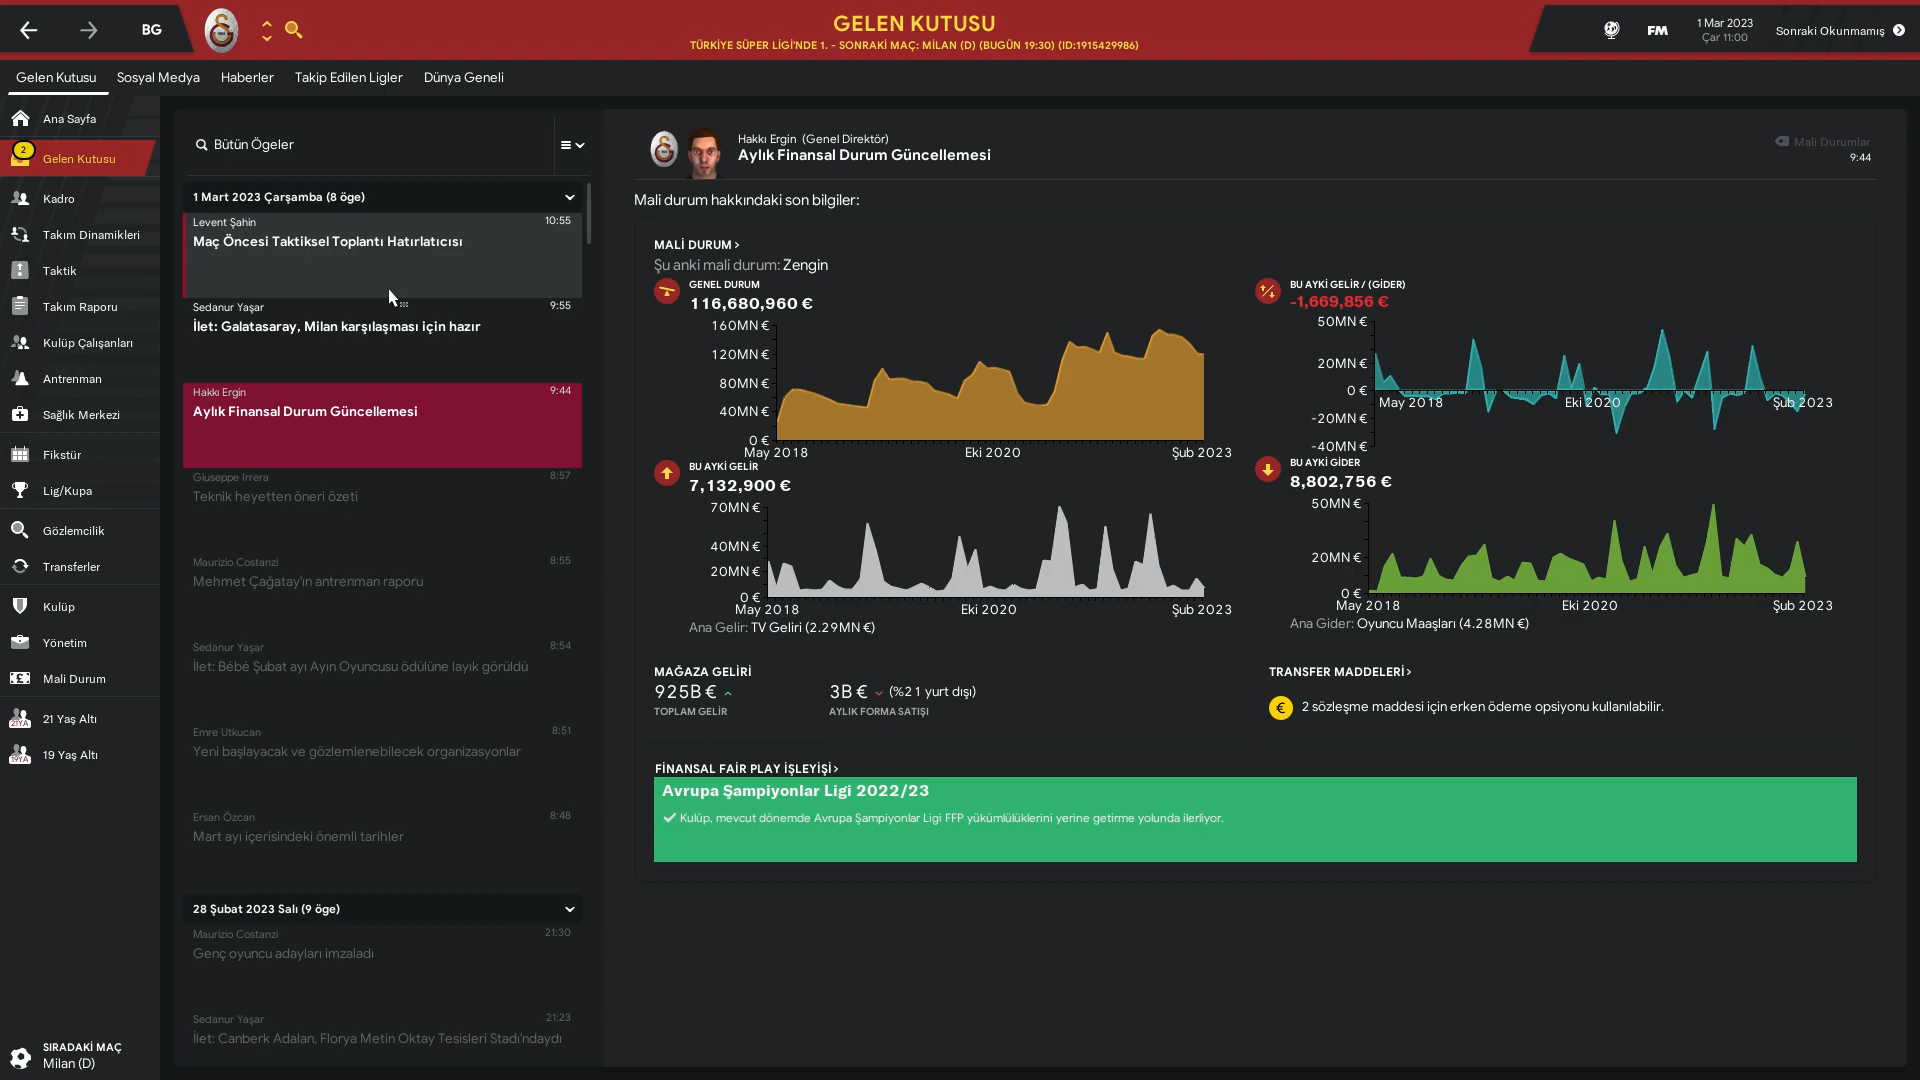 BG
GELEN KUTUSU
TÜRKİYE SÜPER LİGİ'NDE 1. - SONRAKİ MAÇ: MİLAN (D) (BUGÜN 19:30) (ID:1915429986)
FM
1 Mar 2023
Çar 11:00
Sonraki Okunmamış
Gelen Kutusu
Sosyal Medya
Haberler
Takip Edilen Ligler
Dünya Geneli
Ana Sayfa
2
Gelen Kutusu
Kadro
Takım Dinamikleri
Taktik
Takım Raporu
Kulüp Çalışanları
Antrenman
Sağlık Merkezi
Fikstür
Lig/Kupa
Gözlemcilik
Transferler
Kulüp
Yönetim
Mali Durum
21YA
21 Yaş Altı
19YA
19 Yaş Altı
SIRADAKİ MAÇ
Milan (D)
Bütün Ögeler
1 Mart 2023 Çarşamba (8 öge)
Levent Şahin 10:55
Maç Öncesi Taktiksel Toplantı Hatırlatıcısı
Sedanur Yaşar 9:55
İlet: Galatasaray, Milan karşılaşması için hazır
Hakkı Ergin 9:44
Aylık Finansal Durum Güncellemesi
Giuseppe Irrera 8:57
Teknik heyetten öneri özeti
Maurizio Costanzi 8:55
Mehmet Çağatay'ın antrenman raporu
Sedanur Yaşar 8:54
İlet: Bébé Şubat ayı Ayın Oyuncusu ödülüne layık görüldü
Emre Utkucan 8:51
Yeni başlayacak ve gözlemlenebilecek organizasyonlar
Ersan Özcan 8:48
Mart ayı içerisindeki önemli tarihler
28 Şubat 2023 Salı (9 öge)
Maurizio Costanzi 21:30
Genç oyuncu adayları imzaladı
Sedanur Yaşar 21:23
İlet: Canberk Adalan, Florya Metin Oktay Tesisleri Stadı'ndaydı
Hakkı Ergin (Genel Direktör)
Aylık Finansal Durum Güncellemesi
Mali Durumlar
9:44
Mali durum hakkındaki son bilgiler:
MALİ DURUM >
Şu anki mali durum: Zengin
GENEL DURUM
116,680,960 €
160MN €
120MN €
80MN €
40MN €
0 €
May 2018 Eki 2020 Şub 2023
BU AYKİ GELİR / (GİDER)
-1,669,856 €
50MN €
20MN €
0 €
-20MN €
-40MN €
May 2018 Eki 2020 Şub 2023
BU AYKİ GELİR
7,132,900 €
70MN €
40MN €
20MN €
0 €
May 2018 Eki 2020 Şub 2023
Ana Gelir: TV Geliri (2.29MN €)
BU AYKİ GİDER
8,802,756 €
50MN €
20MN €
0 €
May 2018 Eki 2020 Şub 2023
Ana Gider: Oyuncu Maaşları (4.28MN €)
MAĞAZA GELİRİ
925B €
TOPLAM GELİR
3B € (%21 yurt dışı)
AYLIK FORMA SATIŞI
TRANSFER MADDELERİ >
€ 2 sözleşme maddesi için erken ödeme opsiyonu kullanılabilir.
FİNANSAL FAİR PLAY İŞLEYİŞİ >
Avrupa Şampiyonlar Ligi 2022/23
Kulüp, mevcut dönemde Avrupa Şampiyonlar Ligi FFP yükümlülüklerini yerine getirme yolunda ilerliyor.